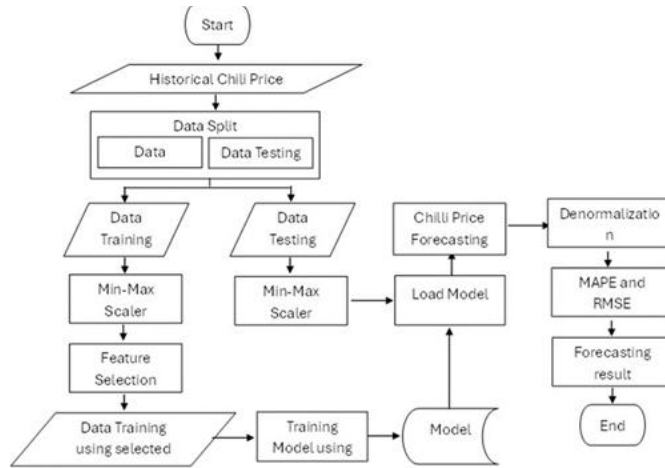 Start
Historical Chili Price
Data Split
Data
Data Testing
Data
Training
Data
Testing
Chilli Price
Forecasting
Denormalizatio
n
Min-Max
Scaler
Min-Max
Scaler
Load Model
MAPE and
RMSE
Feature
Selection
Forecasting
result
Data Training
using selected
Training
Model using
Model
End